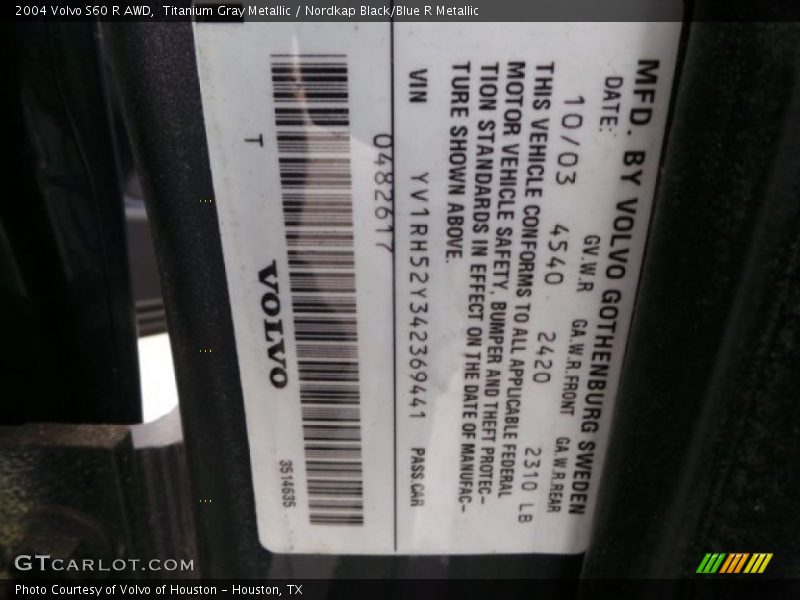 2004 Volvo S60 R AWD,  Titanium Gray Metallic / Nordkap Black/Blue R Metallic
MFD. BY VOLVO GOTHENBURG SWEDEN
DATE: GV.W.R GA.W.R.FRONT GA.W.R.REAR
10/03 4540 2420 2310 LB
THIS VEHICLE CONFORMS TO ALL APPLICABLE FEDERAL
MOTOR VEHICLE SAFETY, BUMPER AND THEFT PROTEC-
TION STANDARDS IN EFFECT ON THE DATE OF MANUFAC-
TURE SHOWN ABOVE.
VIN YV1RH52Y342369441 PASS CAR
0482617
T VOLVO 3514635
GTCARLOT.COM
Photo Courtesy of Volvo of Houston - Houston, TX